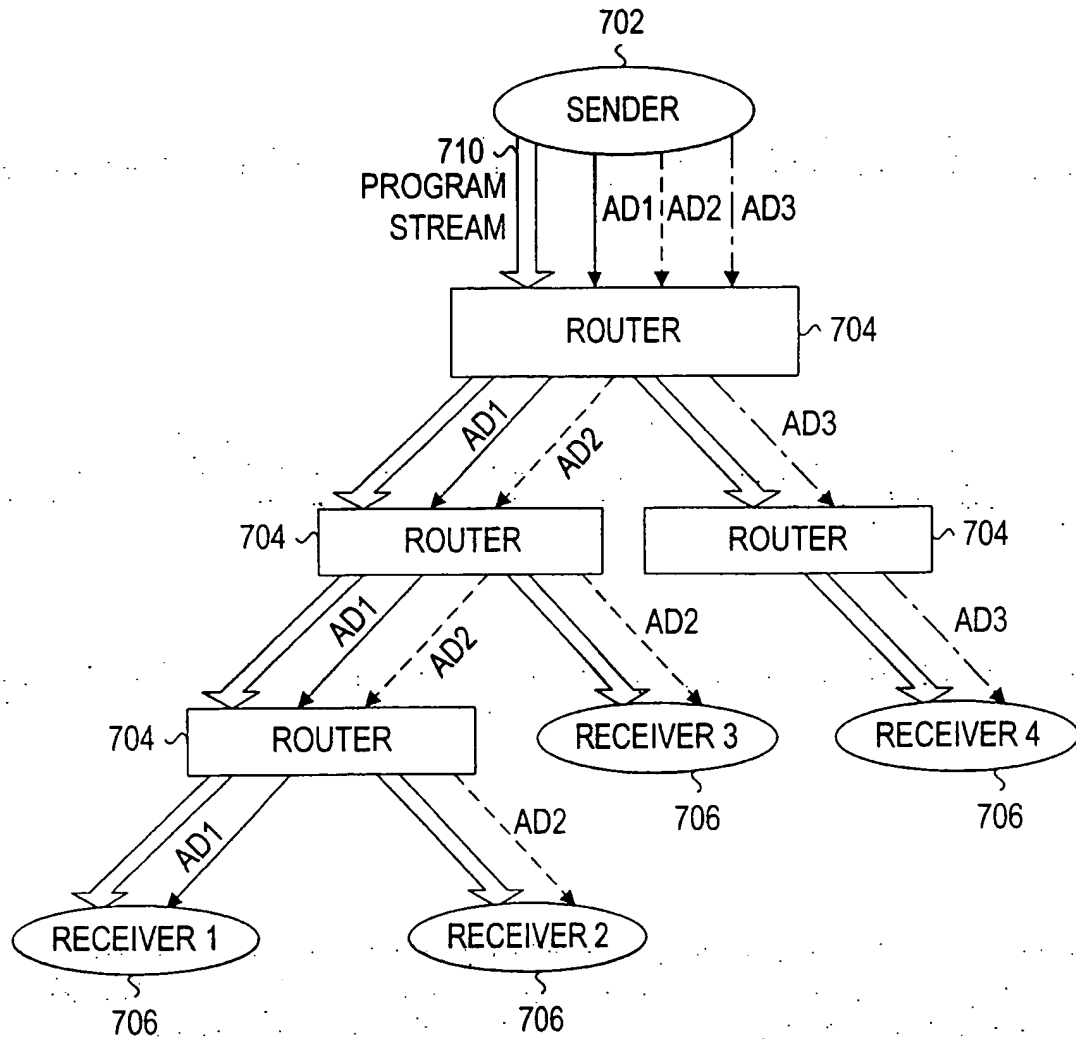 702
SENDER
710
PROGRAM
STREAM
AD1
AD2
AD3
ROUTER
704
AD1
AD2
AD3
704
ROUTER
ROUTER
704
AD1
AD2
AD2
AD3
704
ROUTER
RECEIVER 3
RECEIVER 4
706
706
AD1
AD2
RECEIVER 1
RECEIVER 2
706
706